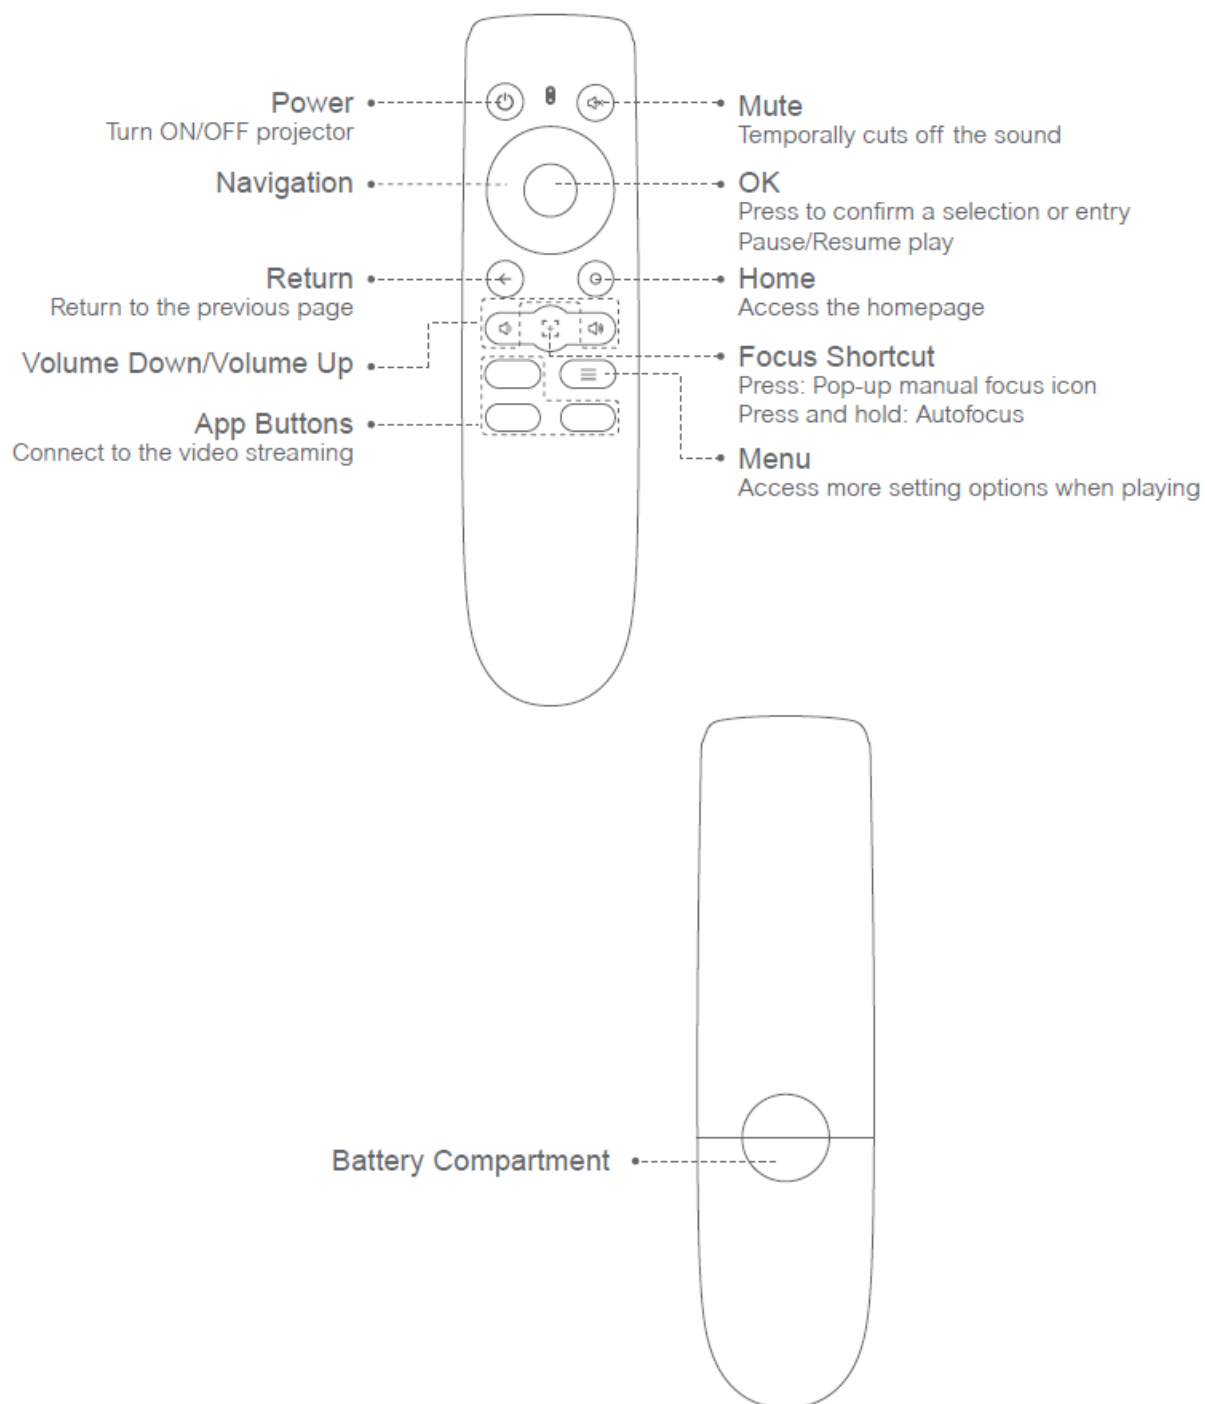 Power
Turn ON/OFF projector
Navigation
Return
Return to the previous page
Volume Down/Volume Up
App Buttons
Connect to the video streaming
Mute
Temporally cuts off the sound
OK
Press to confirm a selection or entry
Pause/Resume play
Home
Access the homepage
Focus Shortcut
Press: Pop-up manual focus icon
Press and hold: Autofocus
Menu
Access more setting options when playing
Battery Compartment